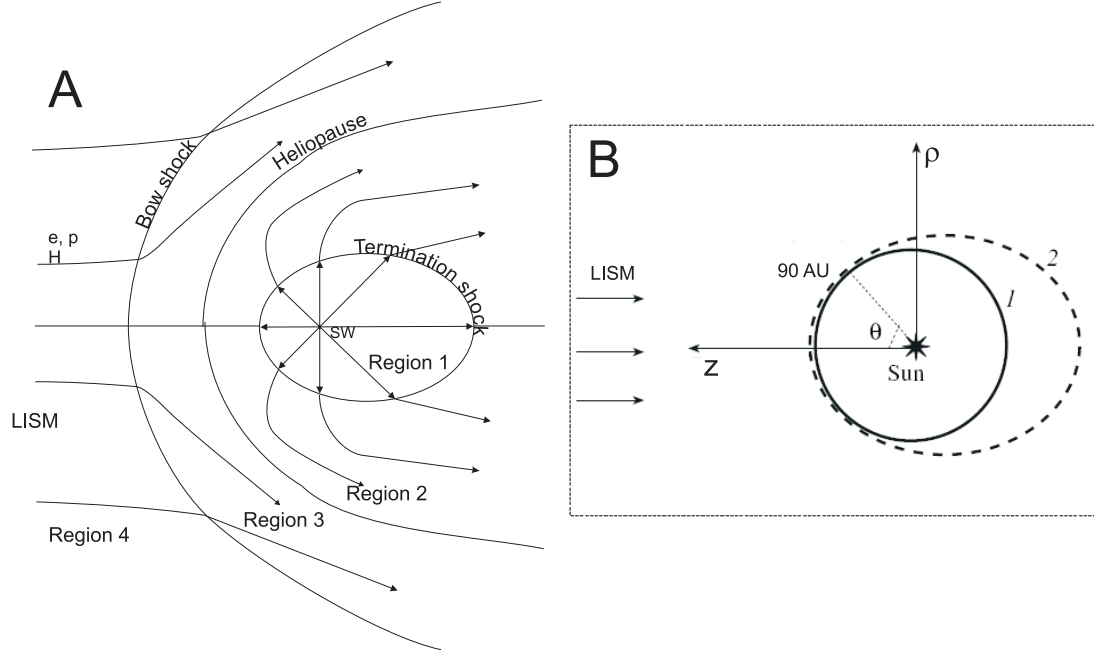 A
Bow shock
Heliopause
e, p
H
Termination shock
SW
Region 1
LISM
Region 2
Region 3
Region 4
B
ρ
LISM
90 AU
2
1
θ
z
Sun